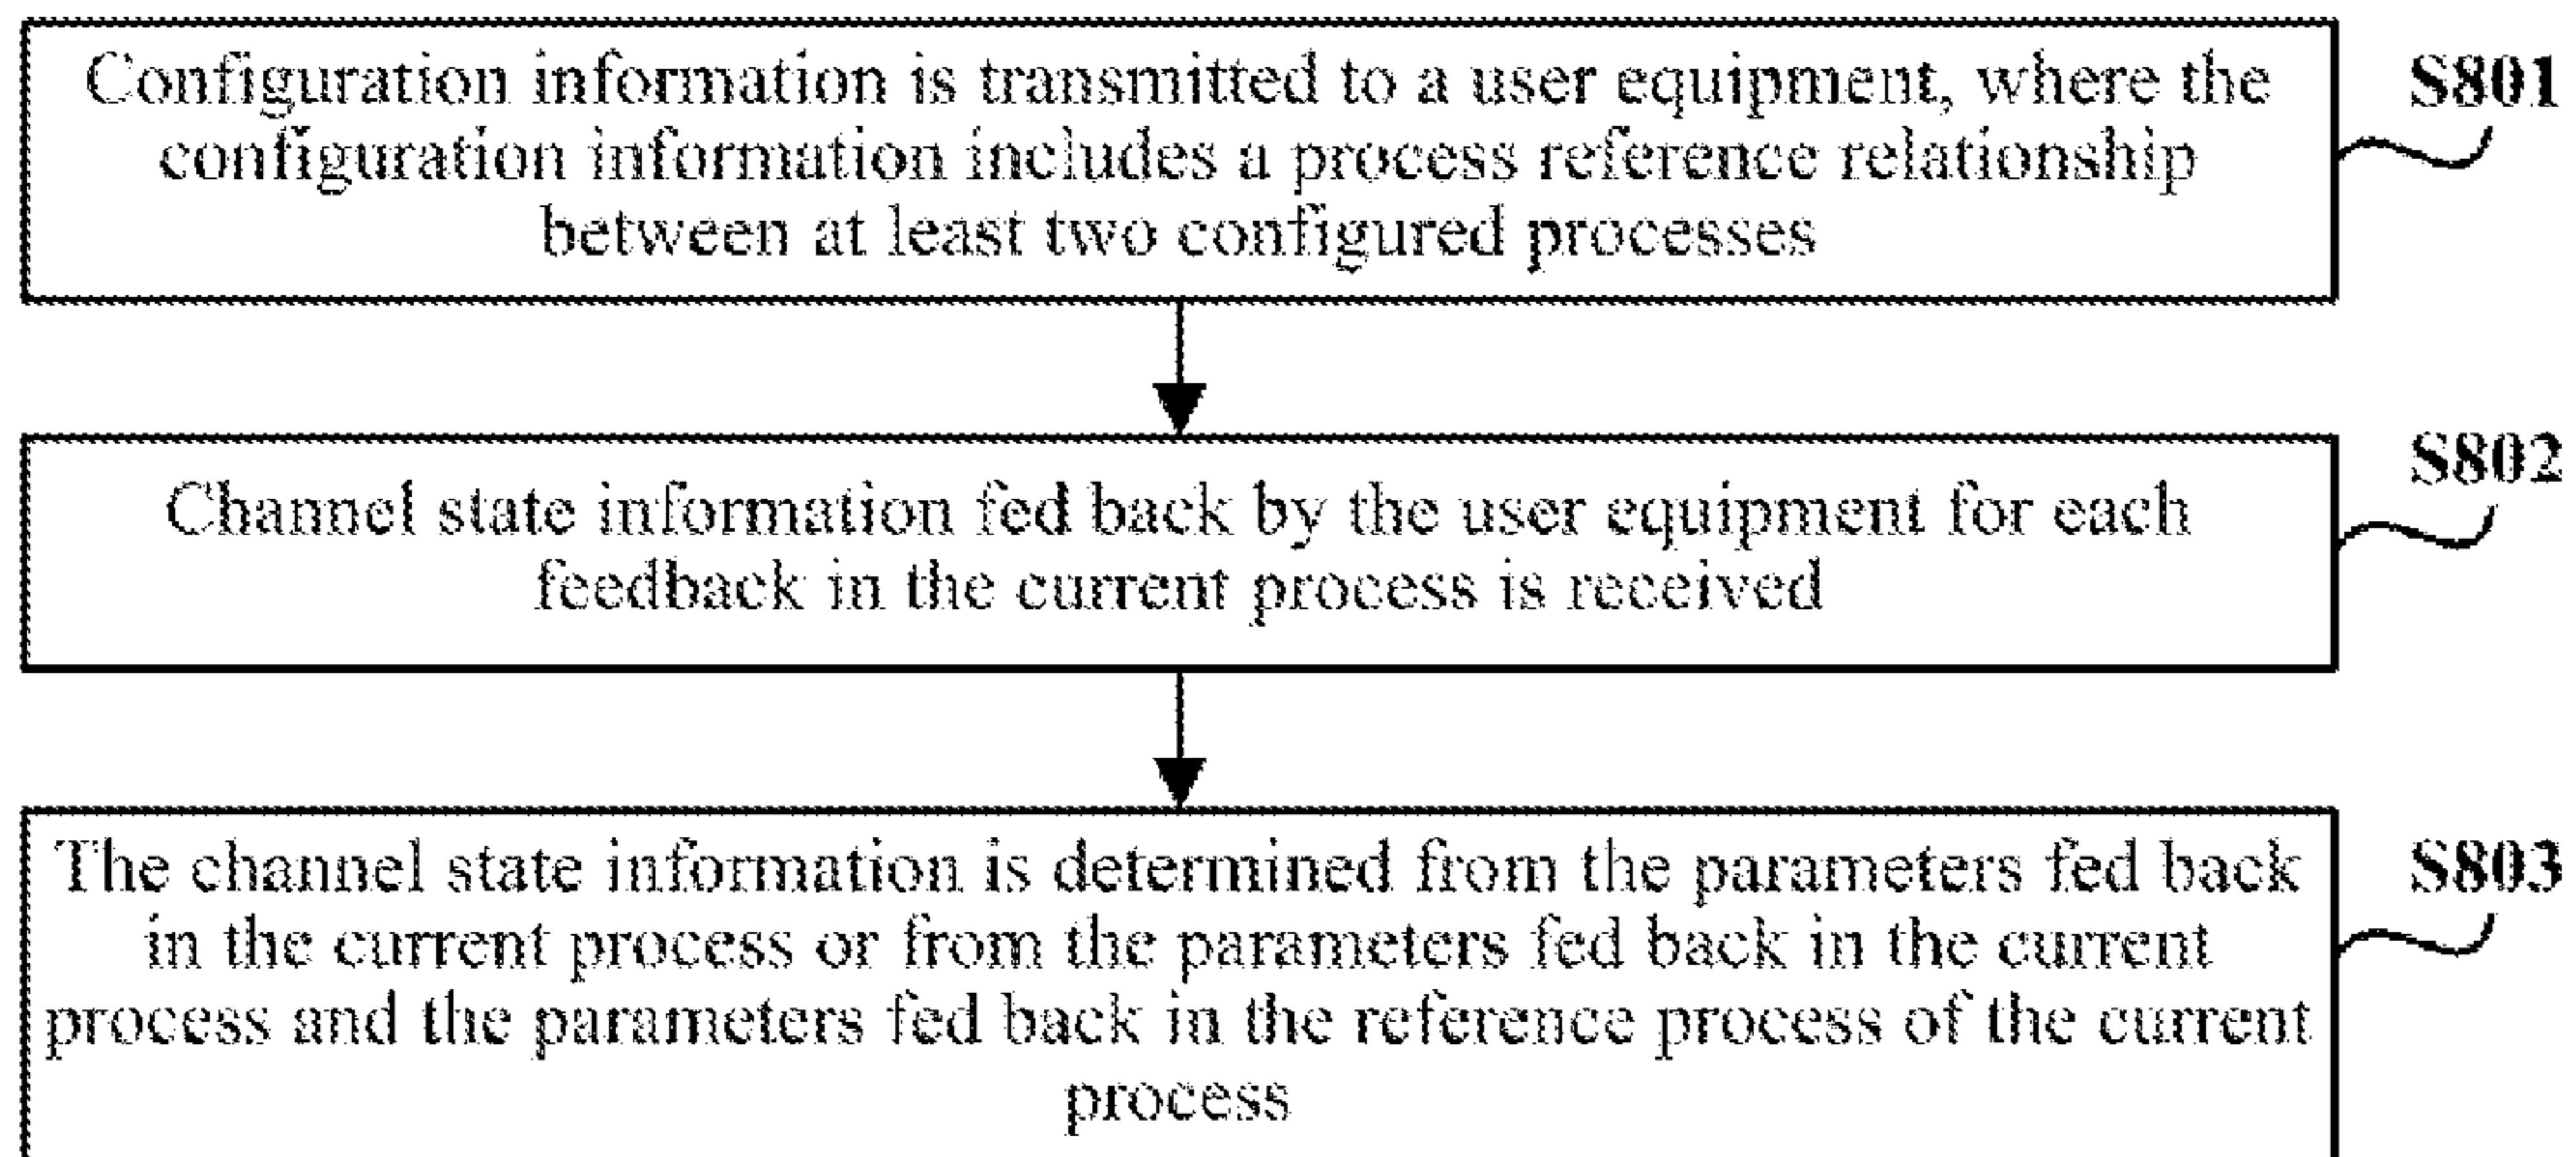 Configuration information is transmitted to a user equipment, where the
configuration information includes a process reference relationship
between at least two configured processes
S801
Channel state information fed back by the user equipment for each
feedback in the current process is received
S802
The channel state information is determined from the parameters fed back
in the current process or from the parameters fed back in the current
process and the parameters fed back in the reference process of the current
process
S803